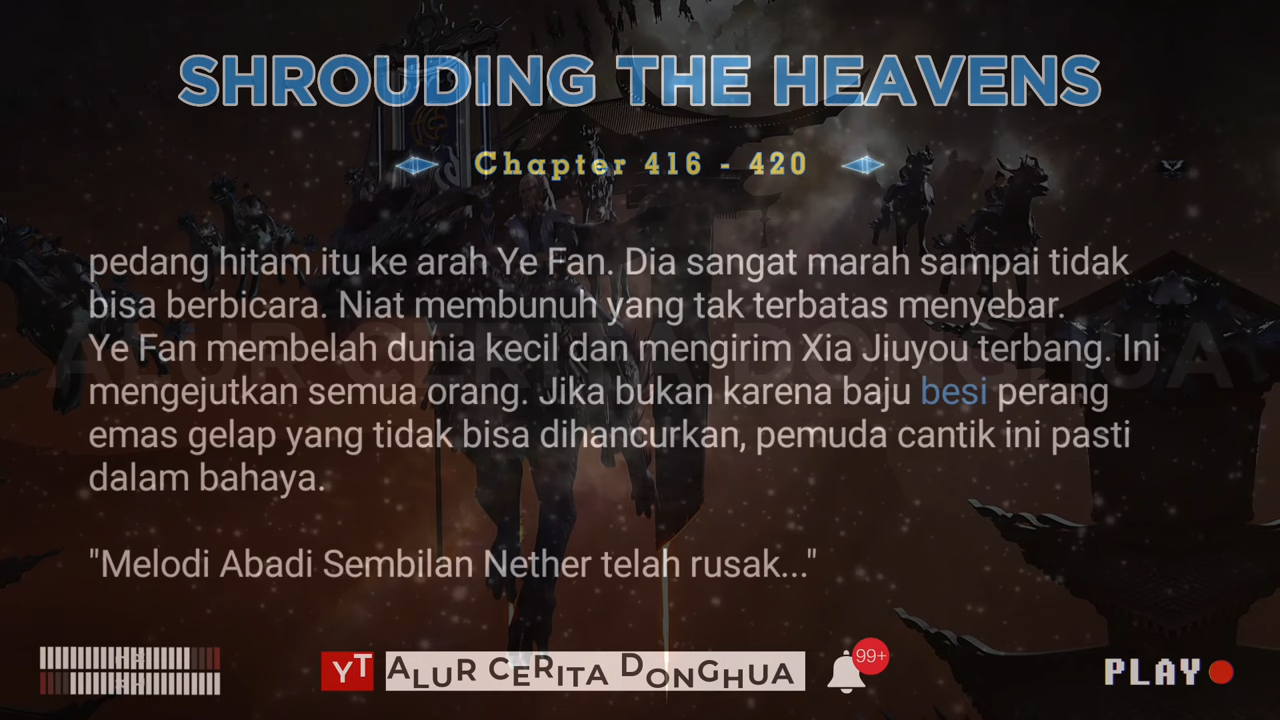 SHROUDING THE HEAVENS
Chapter 416 - 420
pedang hitam itu ke arah Ye Fan. Dia sangat marah sampai tidak
bisa berbicara. Niat membunuh yang tak terbatas menyebar.
Ye Fan membelah dunia kecil dan mengirim Xia Jiuyou terbang. Ini
mengejutkan semua orang. Jika bukan karena baju besi perang
emas gelap yang tidak bisa dihancurkan, pemuda cantik ini pasti
dalam bahaya.
"Melodi Abadi Sembilan Nether telah rusak..."
ALUR CERITA DONGHUA
YT ALUR CERITA DONGHUA
99+
PLAY